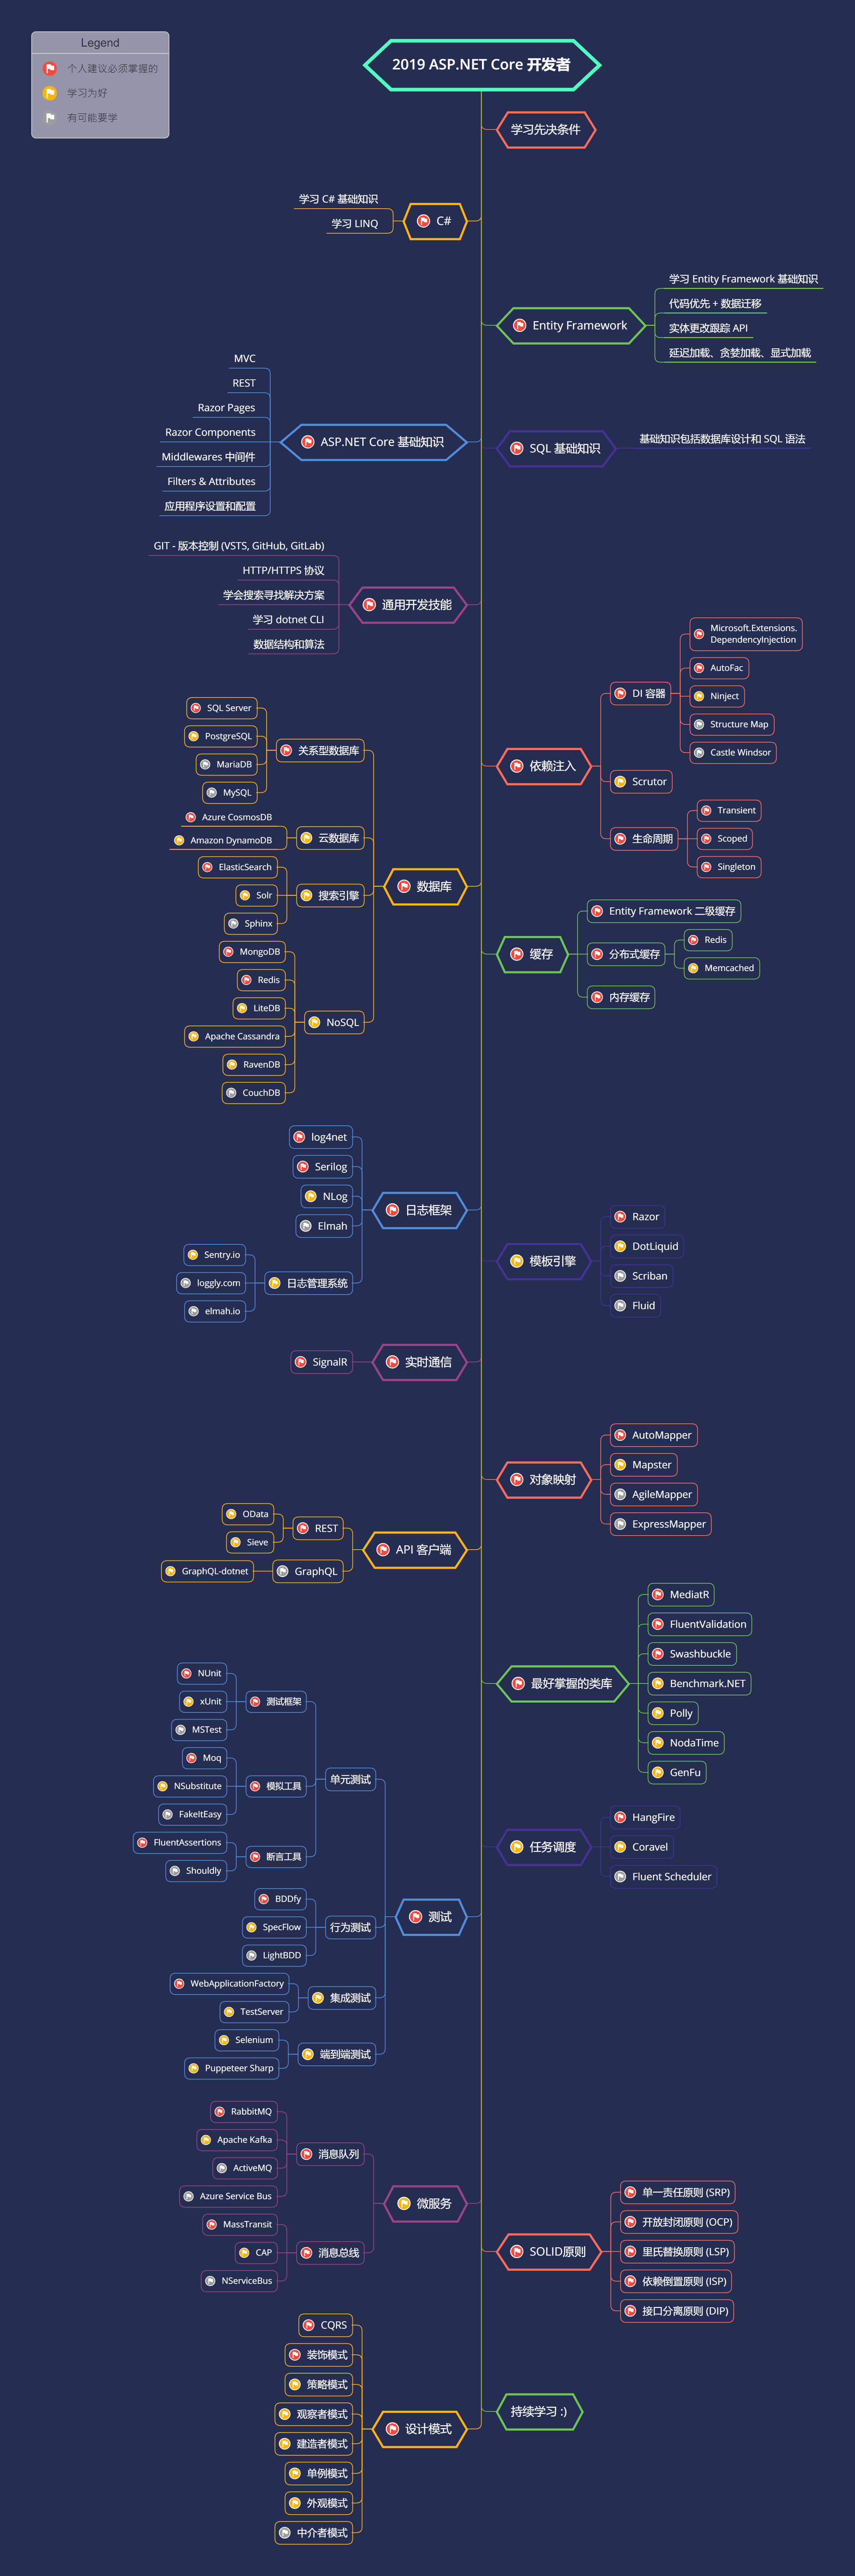 Legend
个人建议必须掌握的
学习为好
有可能要学
2019 ASP.NET Core 开发者
学习先决条件
C#
学习 C# 基础知识
学习 LINQ
Entity Framework
学习 Entity Framework 基础知识
代码优先 + 数据迁移
实体更改跟踪 API
延迟加载、贪婪加载、显式加载
ASP.NET Core 基础知识
MVC
REST
Razor Pages
Razor Components
Middlewares 中间件
Filters & Attributes
应用程序设置和配置
SQL 基础知识
基础知识包括数据库设计和 SQL 语法
通用开发技能
GIT - 版本控制 (VSTS, GitHub, GitLab)
HTTP/HTTPS 协议
学会搜索寻找解决方案
学习 dotnet CLI
数据结构和算法
依赖注入
DI 容器
Microsoft.Extensions.
DependencyInjection
AutoFac
Ninject
Structure Map
Castle Windsor
Scrutor
生命周期
Transient
Scoped
Singleton
数据库
关系型数据库
SQL Server
PostgreSQL
MariaDB
MySQL
云数据库
Azure CosmosDB
Amazon DynamoDB
搜索引擎
ElasticSearch
Solr
Sphinx
NoSQL
MongoDB
Redis
LiteDB
Apache Cassandra
RavenDB
CouchDB
缓存
Entity Framework 二级缓存
分布式缓存
Redis
Memcached
内存缓存
日志框架
log4net
Serilog
NLog
Elmah
日志管理系统
Sentry.io
loggly.com
elmah.io
模板引擎
Razor
DotLiquid
Scriban
Fluid
实时通信
SignalR
对象映射
AutoMapper
Mapster
AgileMapper
ExpressMapper
API 客户端
REST
OData
Sieve
GraphQL
GraphQL-dotnet
最好掌握的类库
MediatR
FluentValidation
Swashbuckle
Benchmark.NET
Polly
NodaTime
GenFu
测试
单元测试
测试框架
NUnit
xUnit
MSTest
模拟工具
Moq
NSubstitute
FakeItEasy
断言工具
FluentAssertions
Shouldly
行为测试
BDDfy
SpecFlow
LightBDD
集成测试
WebApplicationFactory
TestServer
端到端测试
Selenium
Puppeteer Sharp
任务调度
HangFire
Coravel
Fluent Scheduler
微服务
消息队列
RabbitMQ
Apache Kafka
ActiveMQ
Azure Service Bus
消息总线
MassTransit
CAP
NServiceBus
SOLID原则
单一责任原则 (SRP)
开放封闭原则 (OCP)
里氏替换原则 (LSP)
依赖倒置原则 (ISP)
接口分离原则 (DIP)
设计模式
CQRS
装饰模式
策略模式
观察者模式
建造者模式
单例模式
外观模式
中介者模式
持续学习 :)